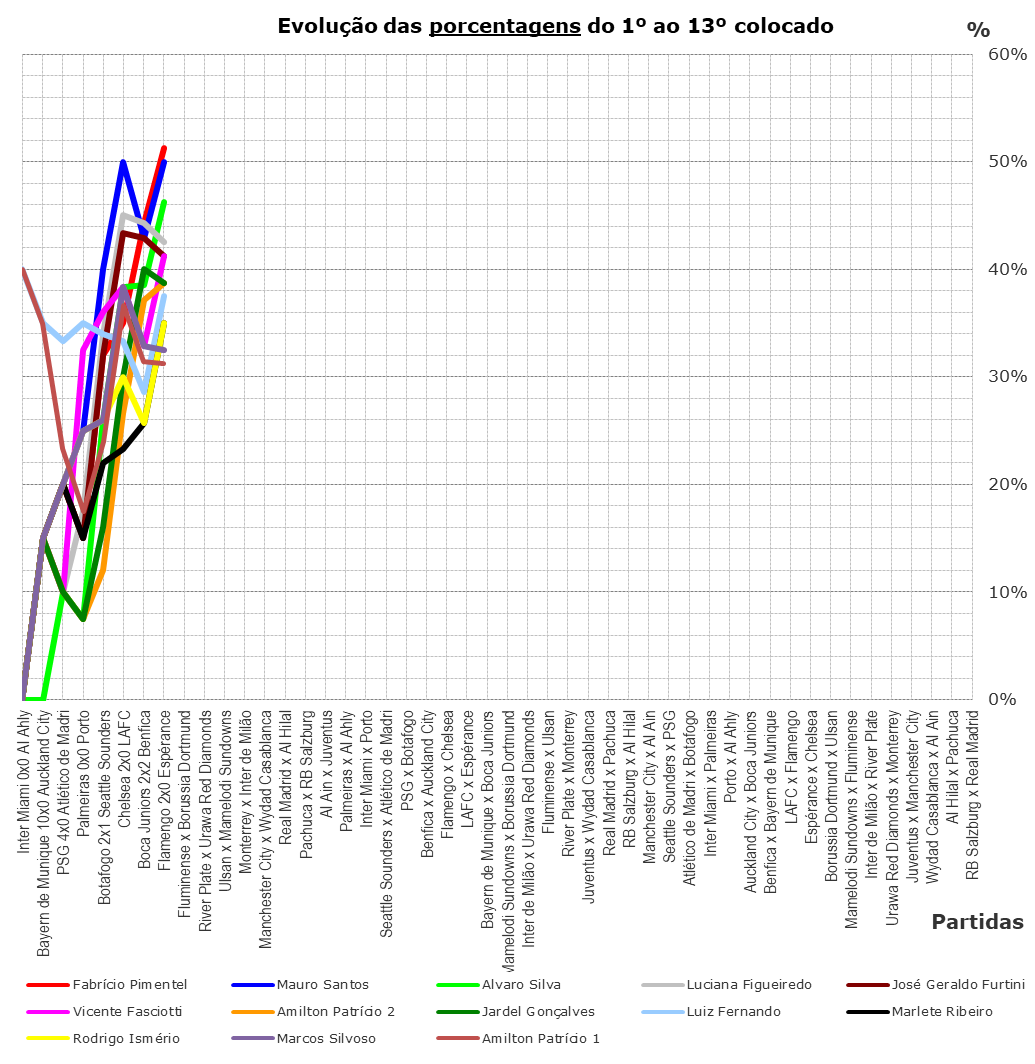 Evolução das porcentagens do 1º ao 13º colocado
%
60%
50%
40%
30%
20%
10%
0%
Inter Miami 0x0 Al Ahly
Bayern de Munique 10x0 Auckland City
PSG 4x0 Atlético de Madri
Palmeiras 0x0 Porto
Botafogo 2x1 Seattle Sounders
Chelsea 2x0 LAFC
Boca Juniors 2x2 Benfica
Flamengo 2x0 Espérance
Fluminense x Borussia Dortmund
River Plate x Urawa Red Diamonds
Ulsan x Mamelodi Sundowns
Monterrey x Inter de Milão
Manchester City x Wydad Casablanca
Real Madrid x Al Hilal
Pachuca x RB Salzburg
Al Ain x Juventus
Palmeiras x Al Ahly
Inter Miami x Porto
Seattle Sounders x Atlético de Madri
PSG x Botafogo
Benfica x Auckland City
Flamengo x Chelsea
LAFC x Espérance
Bayern de Munique x Boca Juniors
Mamelodi Sundowns x Borussia Dortmund
Inter de Milão x Urawa Red Diamonds
Fluminense x Ulsan
River Plate x Monterrey
Juventus x Wydad Casablanca
Real Madrid x Pachuca
RB Salzburg x Al Hilal
Manchester City x Al Ain
Seattle Sounders x PSG
Atlético de Madri x Botafogo
Inter Miami x Palmeiras
Porto x Al Ahly
Auckland City x Boca Juniors
Benfica x Bayern de Munique
LAFC x Flamengo
Espérance x Chelsea
Borussia Dortmund x Ulsan
Mamelodi Sundowns x Fluminense
Inter de Milão x River Plate
Urawa Red Diamonds x Monterrey
Juventus x Manchester City
Wydad Casablanca x Al Ain
Al Hilal x Pachuca
RB Salzburg x Real Madrid
Partidas
Fabrício Pimentel Mauro Santos Alvaro Silva Luciana Figueiredo José Geraldo Furtini
Vicente Fasciotti Amilton Patrício 2 Jardel Gonçalves Luiz Fernando Marlete Ribeiro
Rodrigo Ismério Marcos Silvoso Amilton Patrício 1